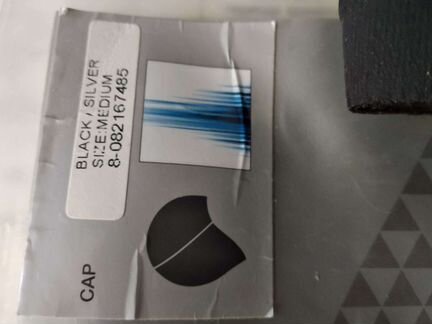 BLACK / SILVER
SIZE:MEDIUM
8-082167485
CAP